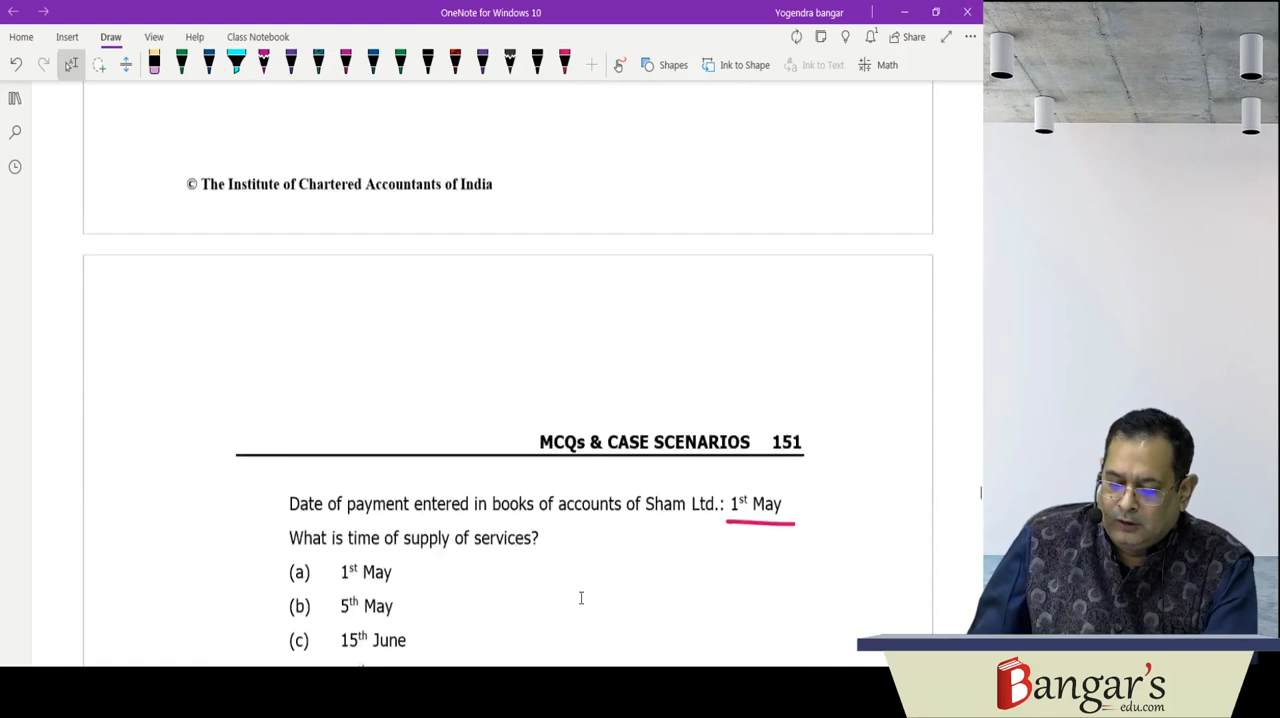 OneNote for Windows 10
Yogendra bangar
Home Insert Draw View Help Class Notebook
Share
Shapes Ink to Shape Ink to Text Math
© The Institute of Chartered Accountants of India
MCQs & CASE SCENARIOS 151
Date of payment entered in books of accounts of Sham Ltd.: 1st May
What is time of supply of services?
(a) 1st May
(b) 5th May
(c) 15th June
Bangar's
edu.com